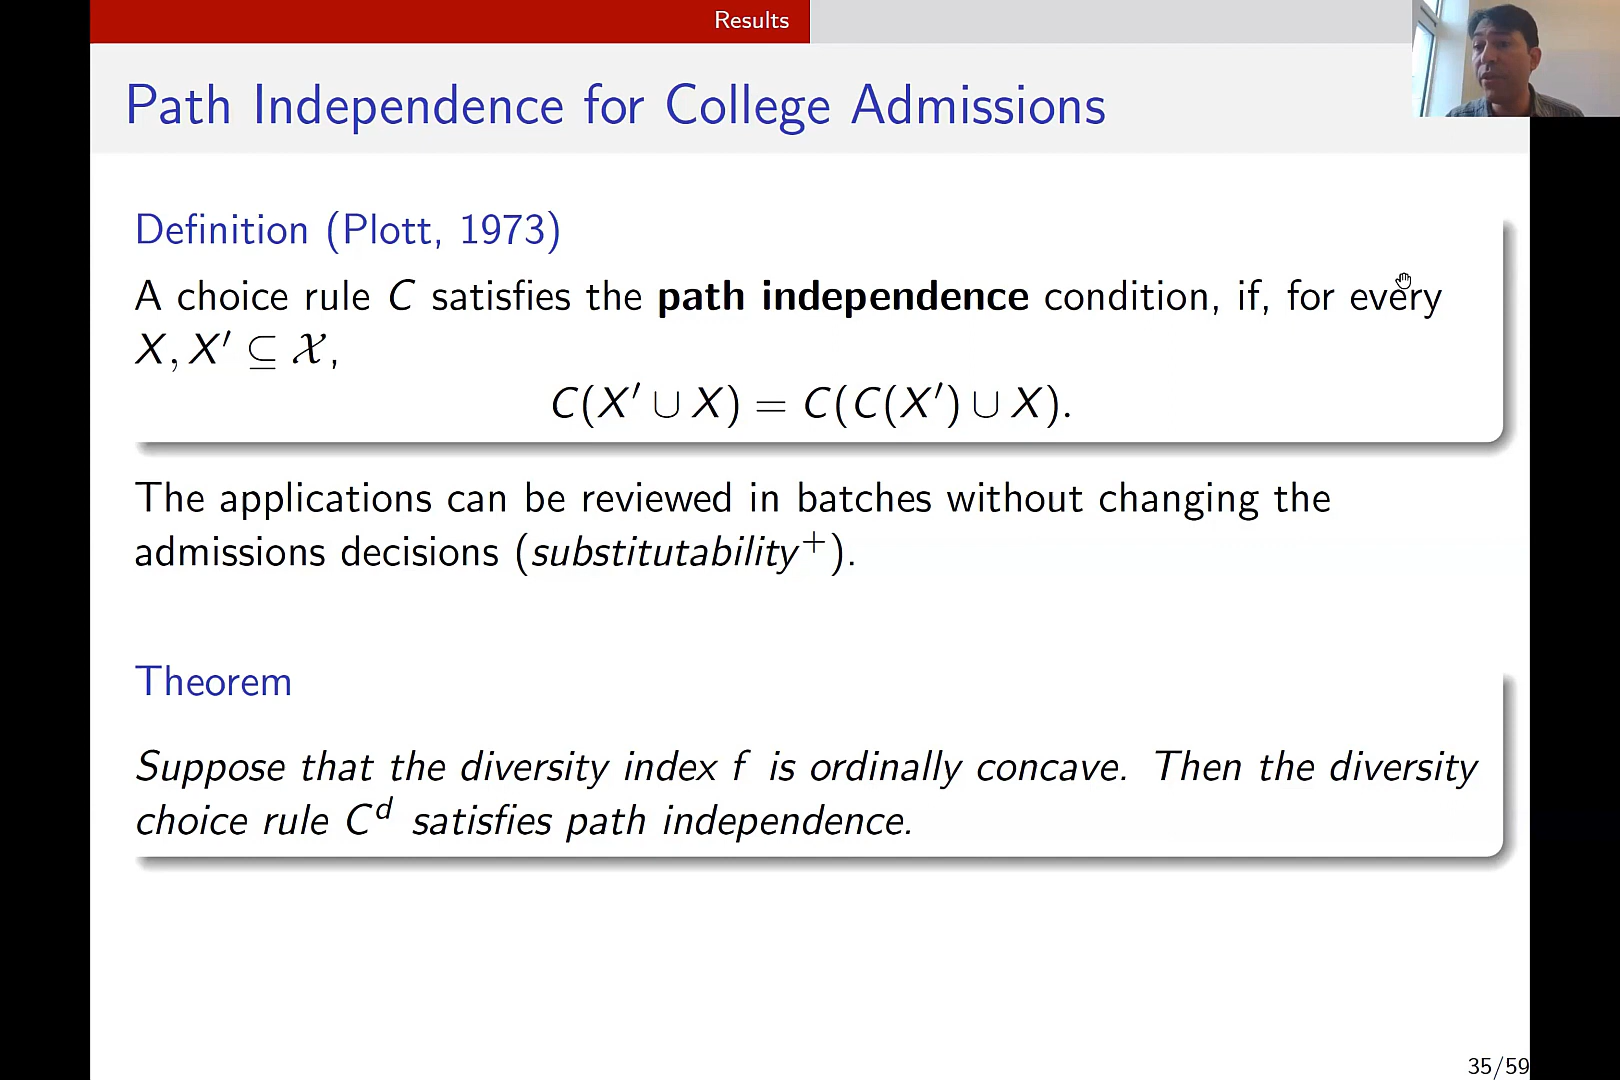 Results
Path Independence for College Admissions
Definition (Plott, 1973)
A choice rule C satisfies the path independence condition, if, for every
X, X′ ⊆ 𝒳,
C(X′ ∪ X) = C(C(X′) ∪ X).
The applications can be reviewed in batches without changing the
admissions decisions (substitutability⁺).
Theorem
Suppose that the diversity index f is ordinally concave. Then the diversity
choice rule Cᵈ satisfies path independence.
35/59